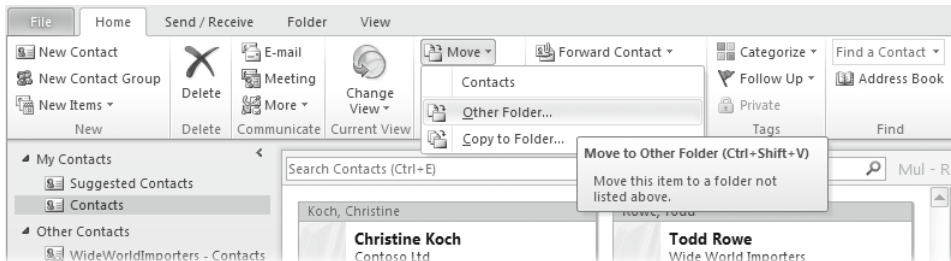 File Home Send / Receive Folder View
New Contact
New Contact Group
New Items
New
Delete
Delete
E-mail
Meeting
More
Communicate
Change
View
Current View
Move
Contacts
Other Folder...
Copy to Folder...
Forward Contact
Move to Other Folder (Ctrl+Shift+V)
Move this item to a folder not
listed above.
Categorize
Follow Up
Private
Tags
Find a Contact
Address Book
Find
My Contacts
Suggested Contacts
Contacts
Other Contacts
WideWorldImporters - Contacts
Search Contacts (Ctrl+E)
Mul - R
Koch, Christine
Christine Koch
Contoso Ltd
Rowe, Todd
Todd Rowe
Wide World Importers